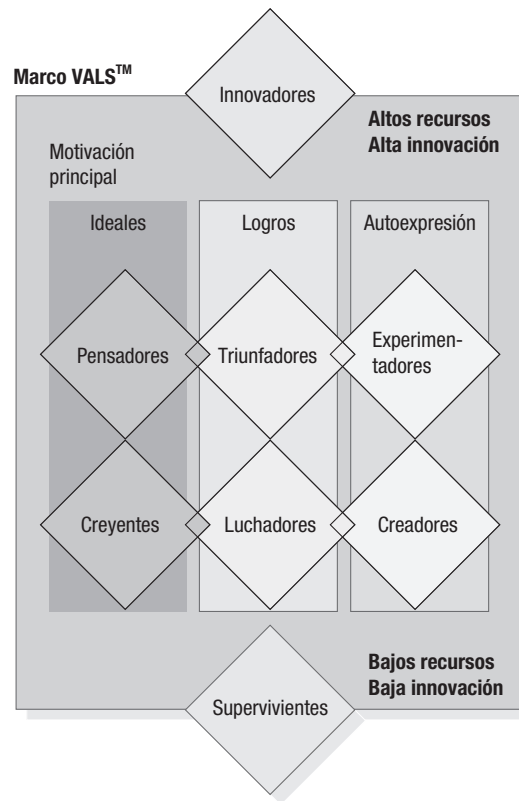 Marco VALS™
Innovadores
Altos recursos
Alta innovación
Motivación
principal
Ideales
Logros
Autoexpresión
Pensadores
Triunfadores
Experimen-
tadores
Creyentes
Luchadores
Creadores
Bajos recursos
Baja innovación
Supervivientes